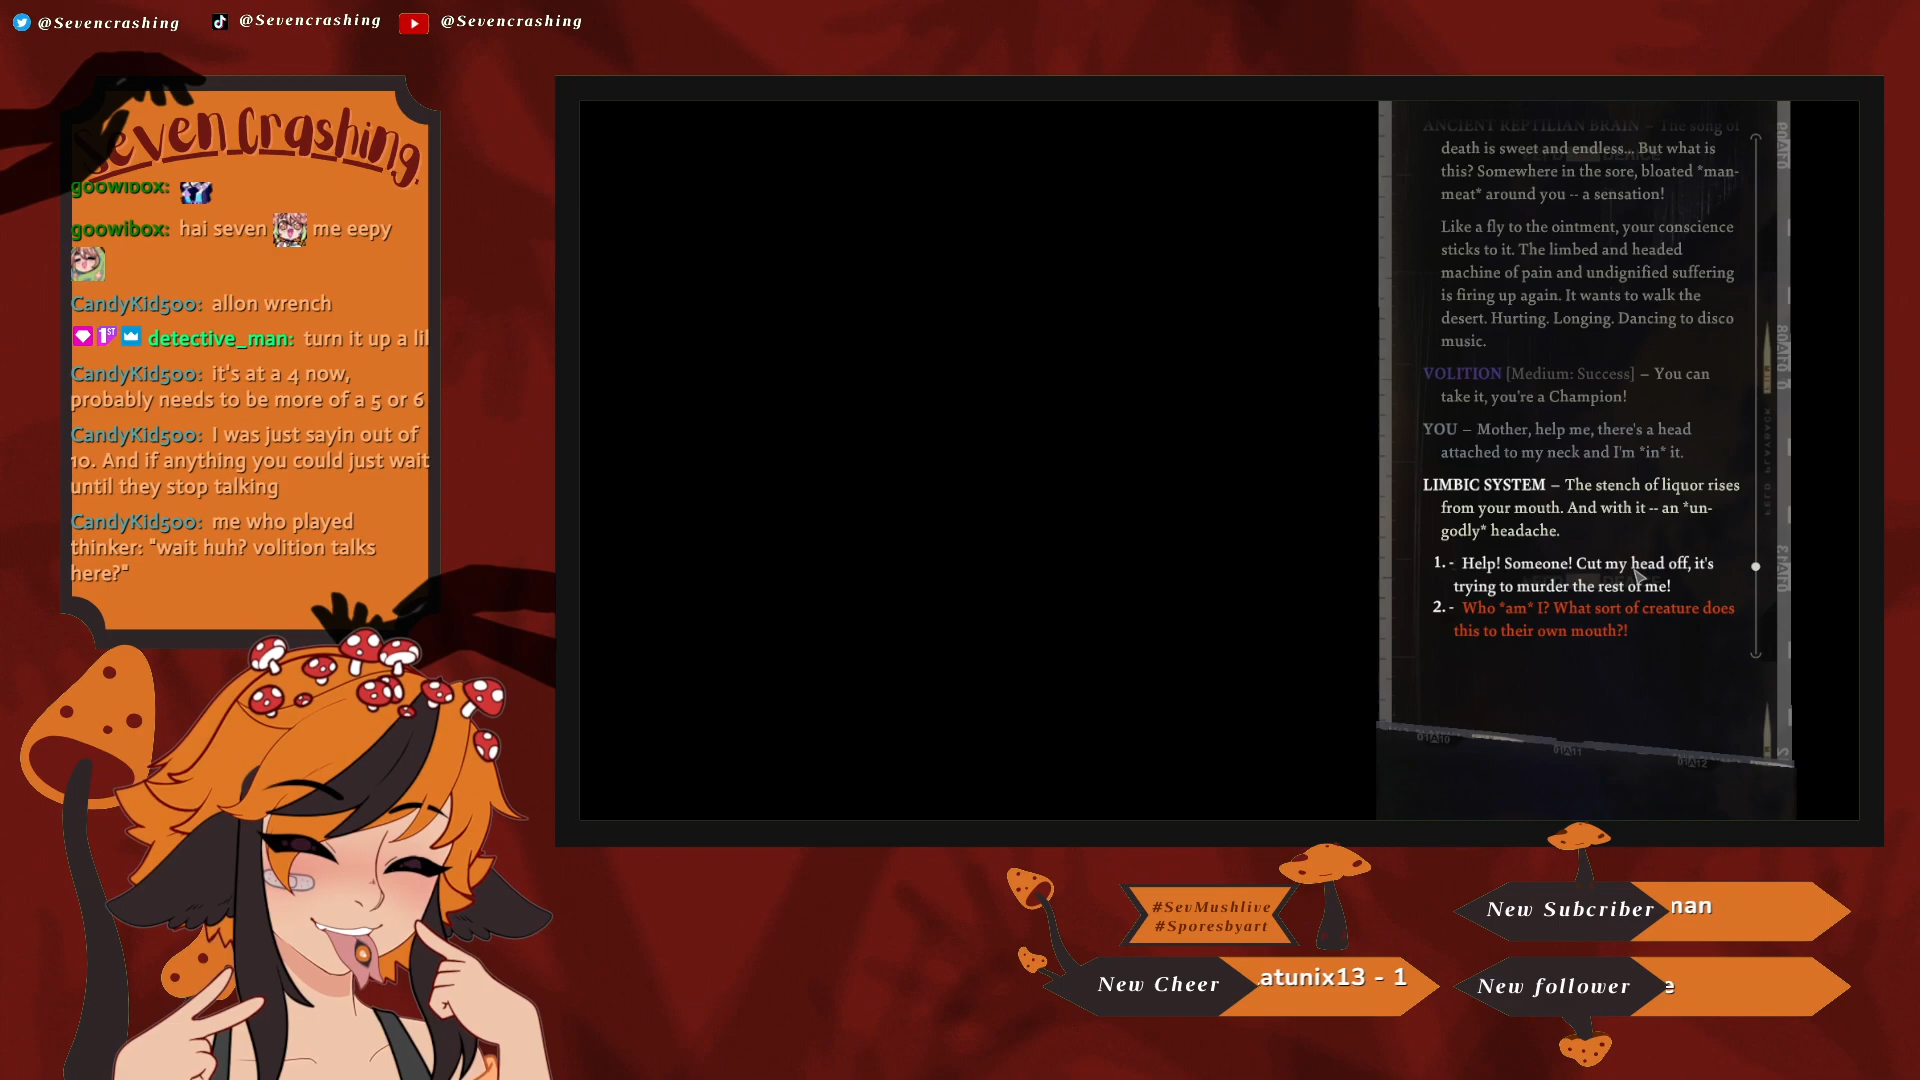 @Sevencrashing
@Sevencrashing
@Sevencrashing
Seven Crashing
goowibox:
goowibox: hai seven me eepy
CandyKid500: allon wrench
1ST detective_man: turn it up a lil
CandyKid500: it's at a 4 now,
probably needs to be more of a 5 or 6
CandyKid500: I was just sayin out of
10. And if anything you could just wait
until they stop talking
CandyKid500: me who played
thinker: "wait huh? volition talks
here?"
ANCIENT REPTILIAN BRAIN – The song of
death is sweet and endless... But what is
this? Somewhere in the sore, bloated *man-
meat* around you -- a sensation!
Like a fly to the ointment, your conscience
sticks to it. The limbed and headed
machine of pain and undignified suffering
is firing up again. It wants to walk the
desert. Hurting. Longing. Dancing to disco
music.
VOLITION [Medium: Success] – You can
take it, you're a Champion!
YOU – Mother, help me, there's a head
attached to my neck and I'm *in* it.
LIMBIC SYSTEM – The stench of liquor rises
from your mouth. And with it -- an *un-
godly* headache.
1. - Help! Someone! Cut my head off, it's
trying to murder the rest of me!
2. - Who *am* I? What sort of creature does
this to their own mouth?!
#SevMushlive
#Sporesbyart
New Cheer
atunix13 - 1
New Subcriber
man
New follower
e